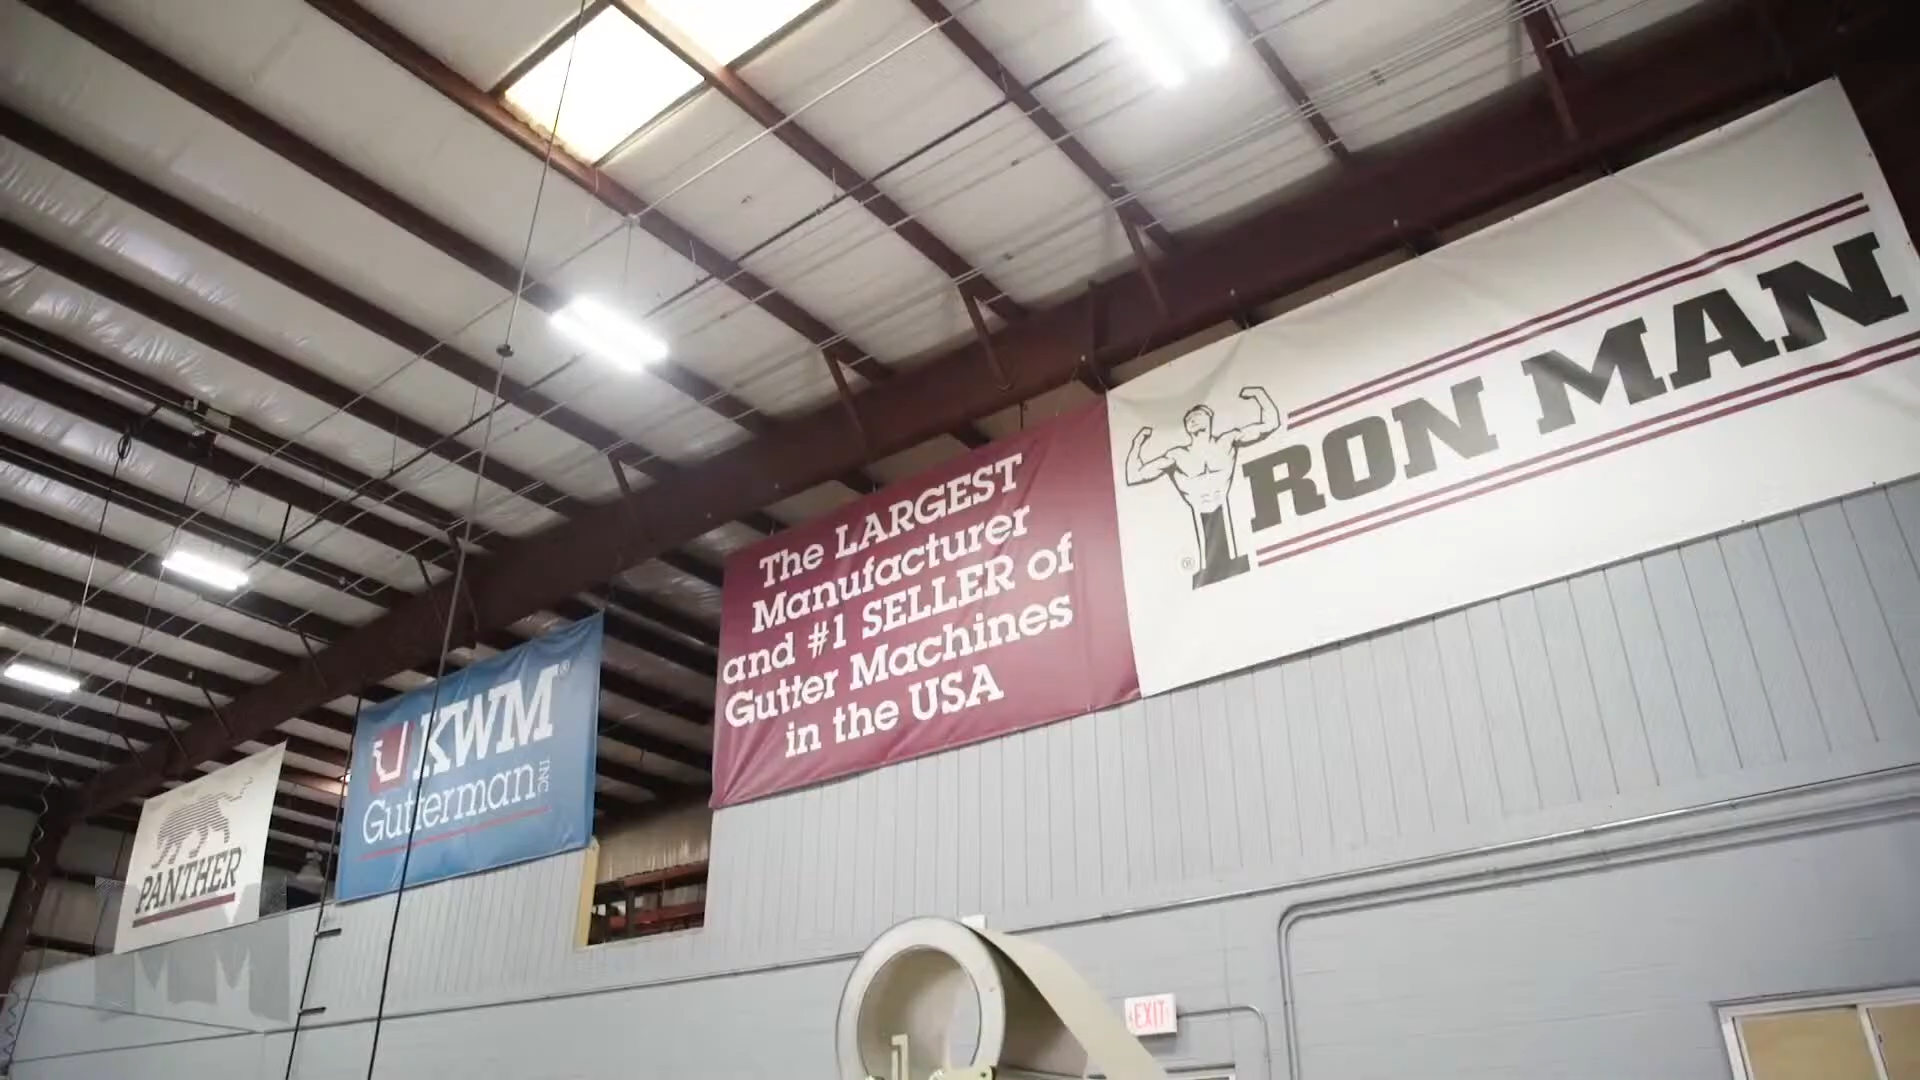 PANTHER
KWM®
Gutterman INC
The LARGEST
Manufacturer
and #1 SELLER of
Gutter Machines
in the USA
IRON MAN
®
EXIT